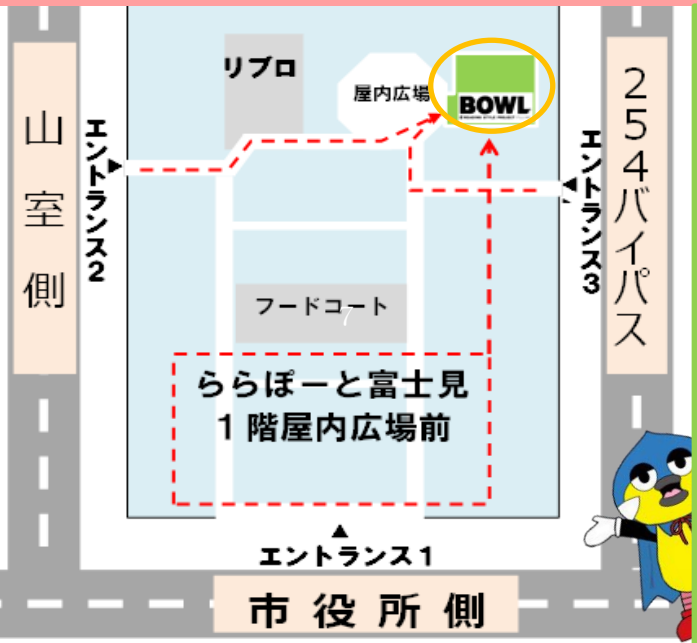 リブロ
屋内広場
BOWL
山室側
エントランス2
エントランス3
254バイパス
フードコート
7
ららぽーと富士見
1階屋内広場前
エントランス1
市役所側